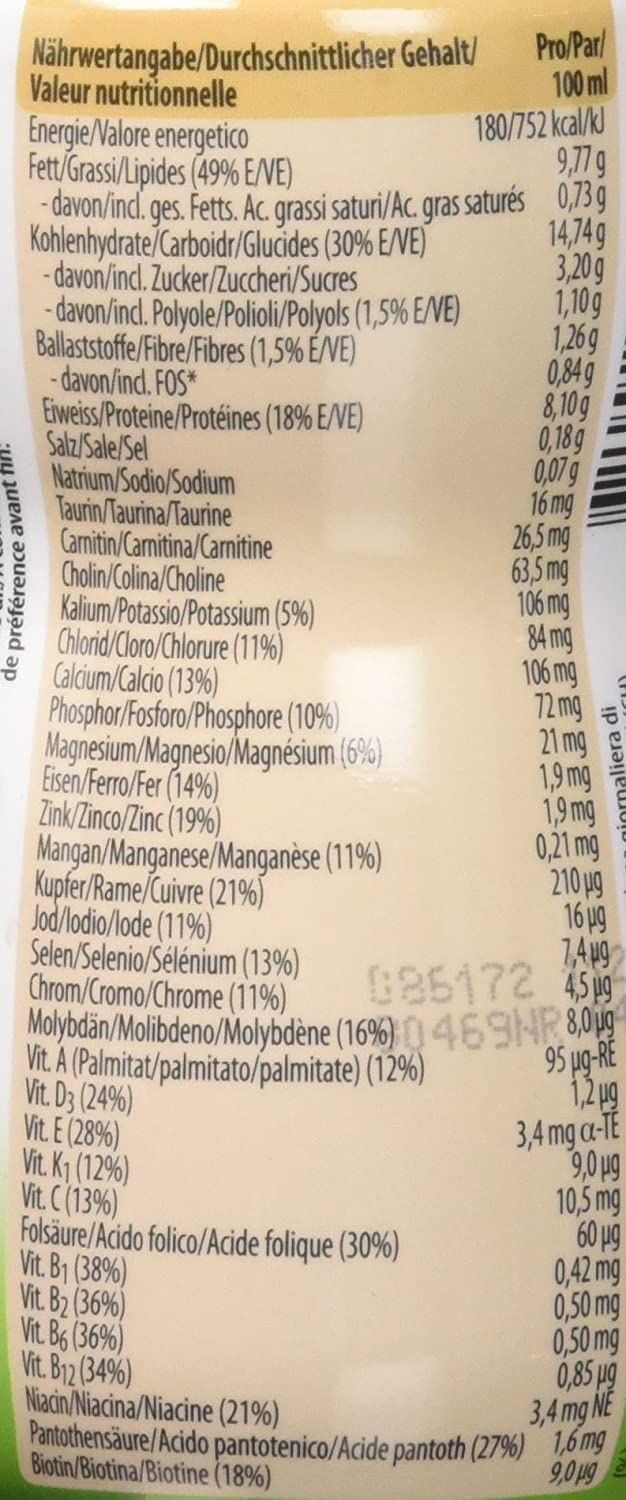 Nährwertangabe/Durchschnittlicher Gehalt/ Pro/Par/
Valeur nutritionnelle 100 ml
Energie/Valore energetico 180/752 kcal/kJ
Fett/Grassi/Lipides (49% E/VE) 9,77 g
- davon/incl. ges. Fetts. Ac. grassi saturi/Ac. gras saturés 0,73 g
Kohlenhydrate/Carboidr/Glucides (30% E/VE) 14,74 g
- davon/incl. Zucker/Zuccheri/Sucres 3,20 g
- davon/incl. Polyole/Polioli/Polyols (1,5% E/VE) 1,10 g
Ballaststoffe/Fibre/Fibres (1,5% E/VE) 1,26 g
- davon/incl. FOS* 0,84 g
Eiweiss/Proteine/Protéines (18% E/VE) 8,10 g
Salz/Sale/Sel 0,18 g
Natrium/Sodio/Sodium 0,07 g
Taurin/Taurina/Taurine 16 mg
Carnitin/Carnitina/Carnitine 26,5 mg
Cholin/Colina/Choline 63,5 mg
Kalium/Potassio/Potassium (5%) 106 mg
Chlorid/Cloro/Chlorure (11%) 84 mg
Calcium/Calcio (13%) 106 mg
Phosphor/Fosforo/Phosphore (10%) 72 mg
Magnesium/Magnesio/Magnésium (6%) 21 mg
Eisen/Ferro/Fer (14%) 1,9 mg
Zink/Zinco/Zinc (19%) 1,9 mg
Mangan/Manganese/Manganèse (11%) 0,21 mg
Kupfer/Rame/Cuivre (21%) 210 µg
Jod/Iodio/Iode (11%) 16 µg
Selen/Selenio/Sélénium (13%) 7,4 µg
Chrom/Cromo/Chrome (11%) 4,5 µg
Molybdän/Molibdeno/Molybdène (16%) 8,0 µg
Vit. A (Palmitat/palmitato/palmitate) (12%) 95 µg-RE
Vit. D3 (24%) 1,2 µg
Vit. E (28%) 3,4 mg α-TE
Vit. K1 (12%) 9,0 µg
Vit. C (13%) 10,5 mg
Folsäure/Acido folico/Acide folique (30%) 60 µg
Vit. B1 (38%) 0,42 mg
Vit. B2 (36%) 0,50 mg
Vit. B6 (36%) 0,50 mg
Vit. B12 (34%) 0,85 µg
Niacin/Niacina/Niacine (21%) 3,4 mg NE
Pantothensäure/Acido pantotenico/Acide pantoth (27%) 1,6 mg
Biotin/Biotina/Biotine (18%) 9,0 µg
de préférence avant fin:
giornaliera di